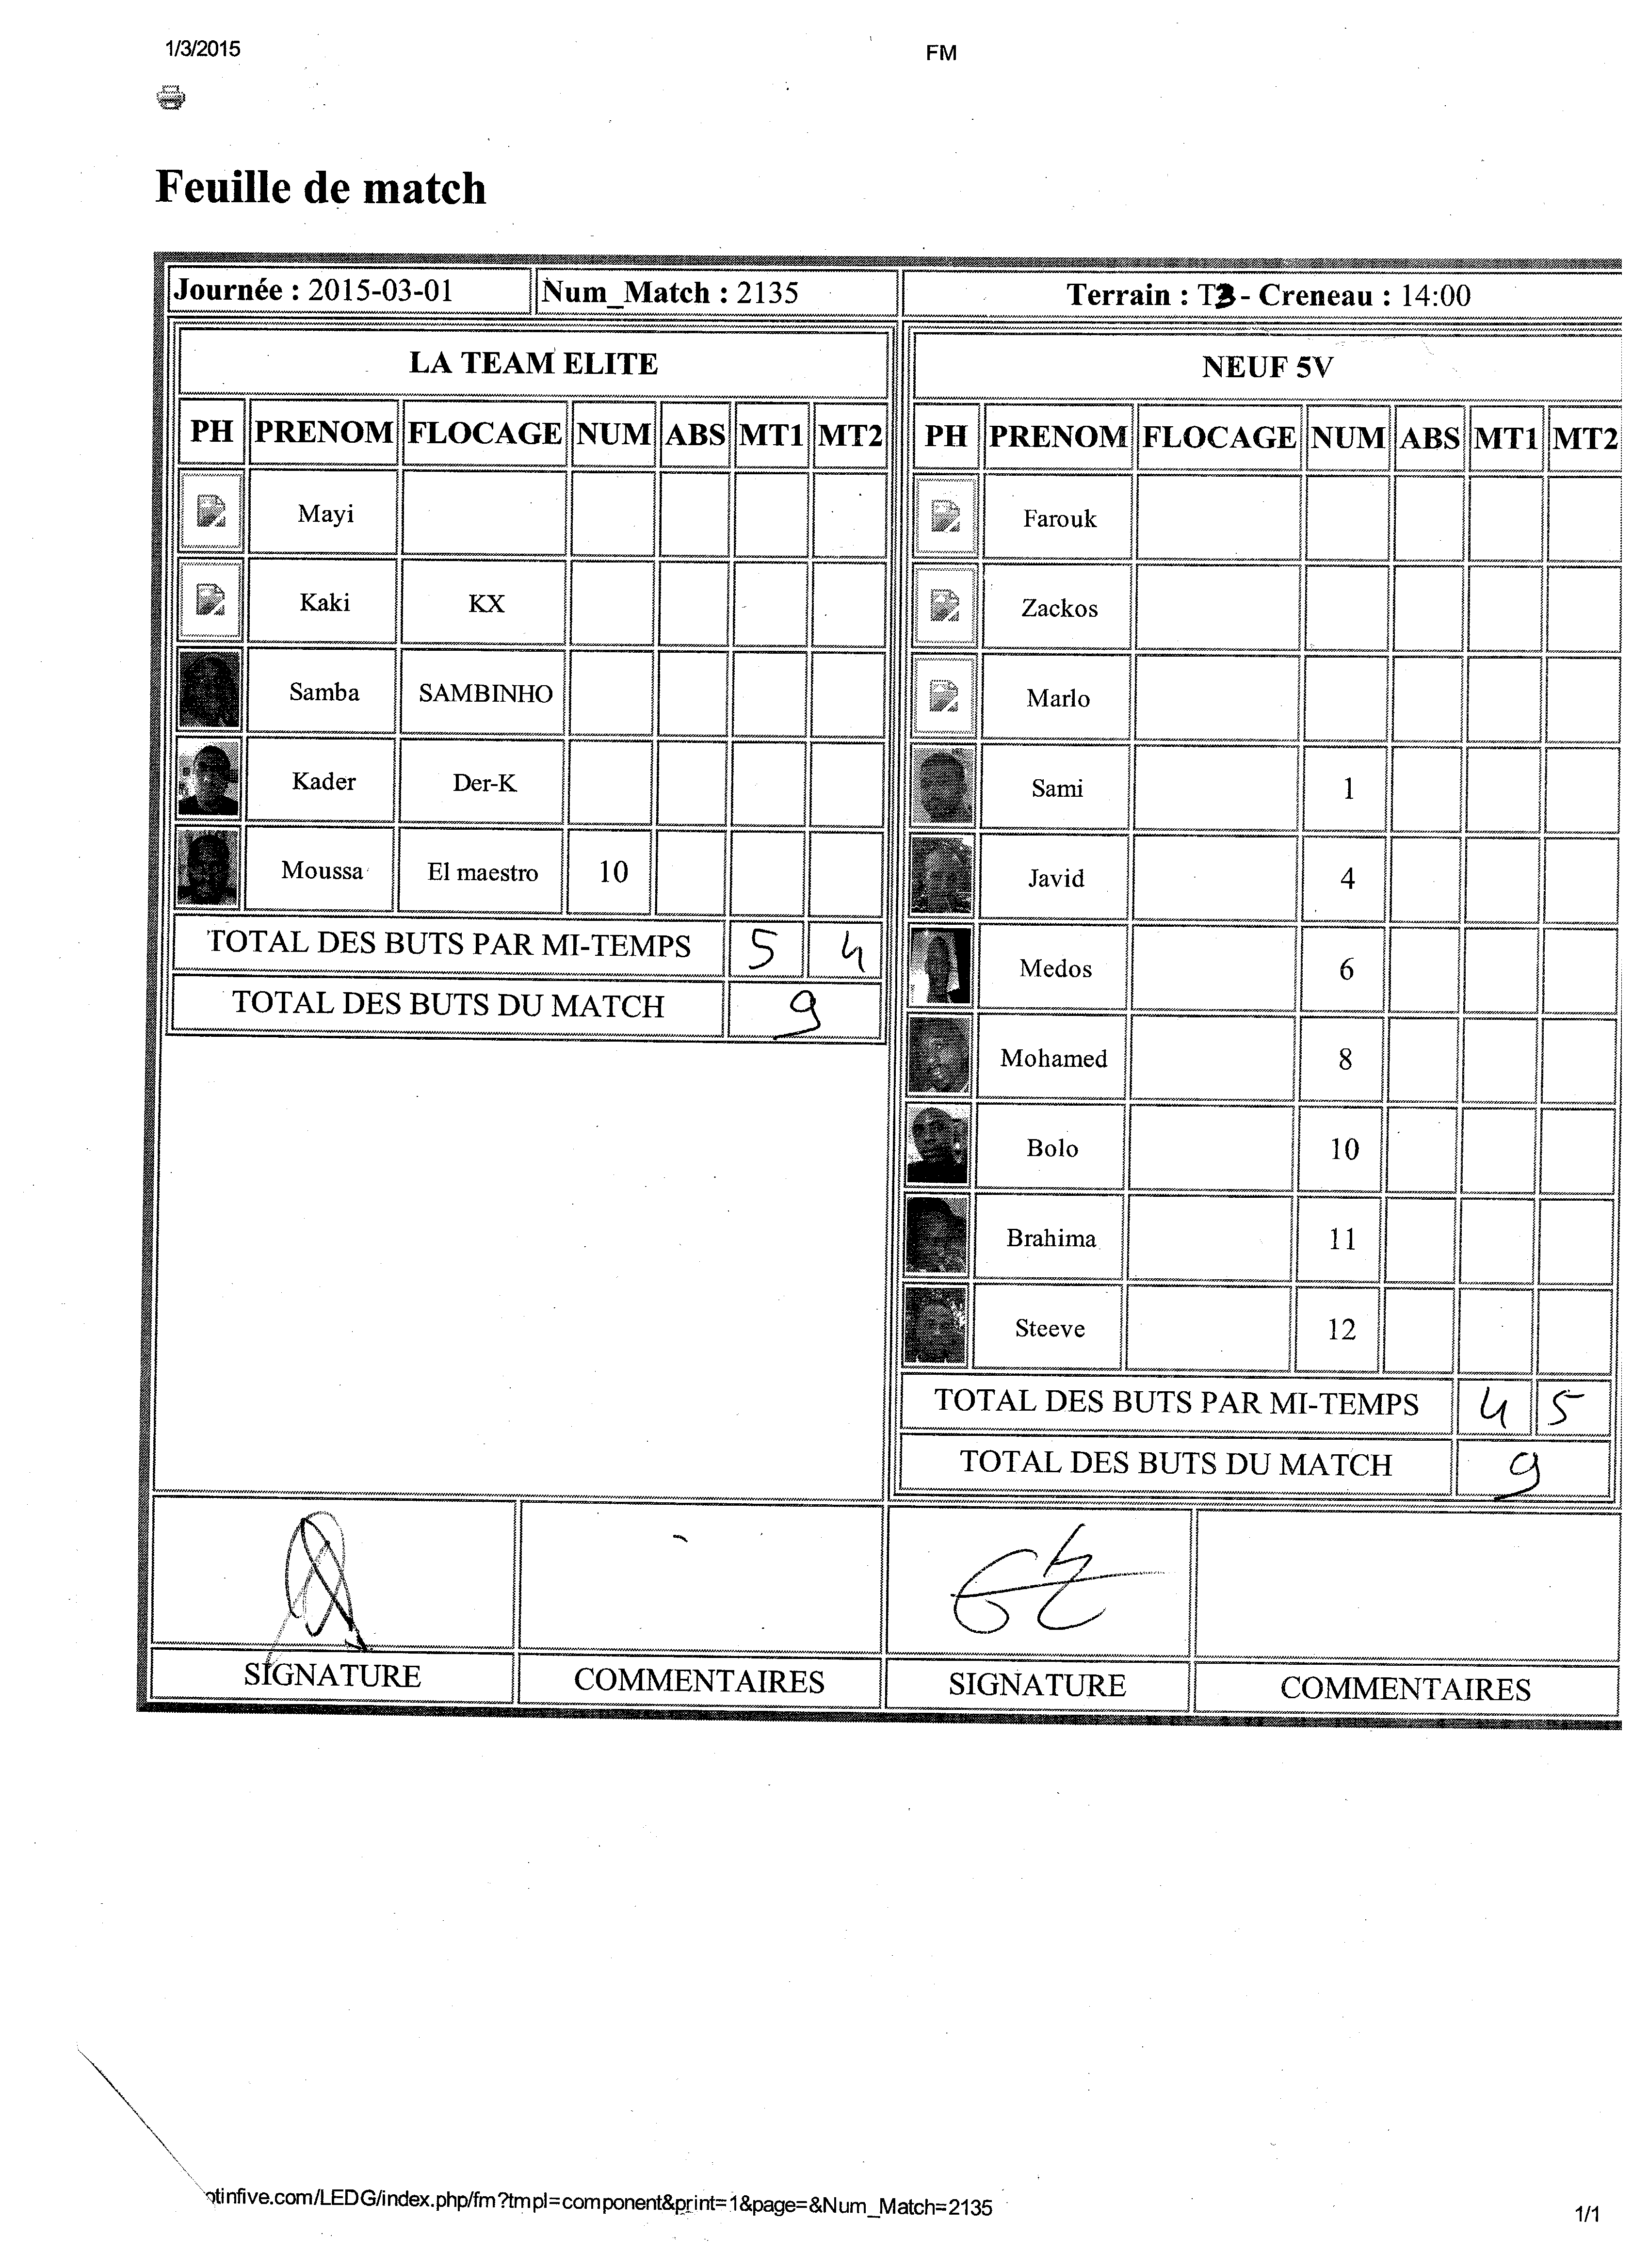 1/3/2015 FM
Feuille de match
Journée : 2015-03-01 Num_Match : 2135 Terrain : T3 - Creneau : 14:00
LA TEAM ELITE
PH PRENOM FLOCAGE NUM ABS MT1 MT2
Mayi
Kaki KX
Samba SAMBINHO
Kader Der-K
Moussa El maestro 10
TOTAL DES BUTS PAR MI-TEMPS 5 4
TOTAL DES BUTS DU MATCH 9
NEUF 5V
PH PRENOM FLOCAGE NUM ABS MT1 MT2
Farouk
Zackos
Marlo
Sami 1
Javid 4
Medos 6
Mohamed 8
Bolo 10
Brahima 11
Steeve 12
TOTAL DES BUTS PAR MI-TEMPS 4 5
TOTAL DES BUTS DU MATCH 9
SIGNATURE COMMENTAIRES SIGNATURE COMMENTAIRES
otinfive.com/LEDG/index.php/fm?tmpl=component&print=1&page=&Num_Match=2135 1/1